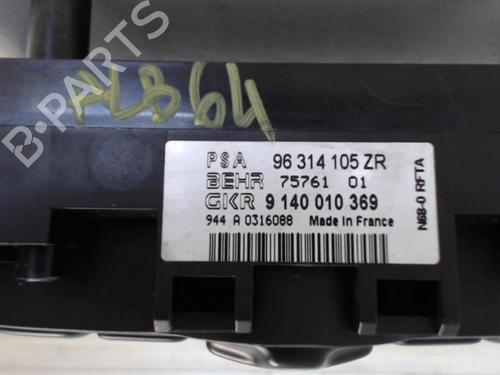 B-PARTS
ALB64
PSA 96 314 105 ZR
BEHR 75761 01
GKR 9 140 010 369
944 A 0316088 Made in France
N68-0 RFTA